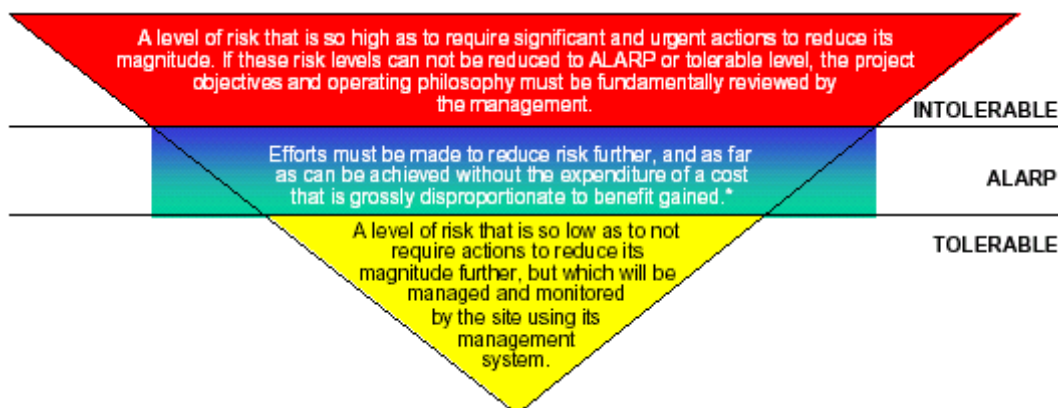 A level of risk that is so high as to require significant and urgent actions to reduce its
magnitude. If these risk levels can not be reduced to ALARP or tolerable level, the project
objectives and operating philosophy must be fundamentally reviewed by
the management.
INTOLERABLE
Efforts must be made to reduce risk further, and as far
as can be achieved without the expenditure of a cost
that is grossly disproportionate to benefit gained.*
ALARP
A level of risk that is so low as to not
require actions to reduce its
magnitude further, but which will be
managed and monitored
by the site using its
management
system.
TOLERABLE